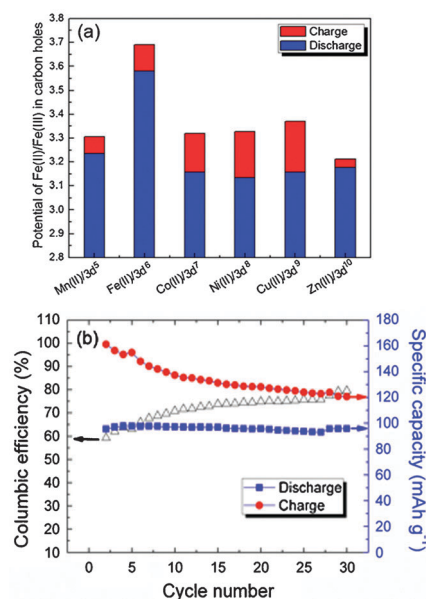 (a)
Charge
Discharge
Potential of Fe(II)/Fe(III) in carbon holes
3.8
3.7
3.6
3.5
3.4
3.3
3.2
3.1
3.0
2.9
2.8
Mn(II)/3d5
Fe(II)/3d6
Co(II)/3d7
Ni(II)/3d8
Cu(II)/3d9
Zn(II)/3d10
(b)
Columbic efficiency (%)
110
100
90
80
70
60
50
40
30
20
10
180
160
140
120
100
80
60
40
20
0
Specific capacity (mAh g-1)
Discharge
Charge
0 5 10 15 20 25 30
Cycle number